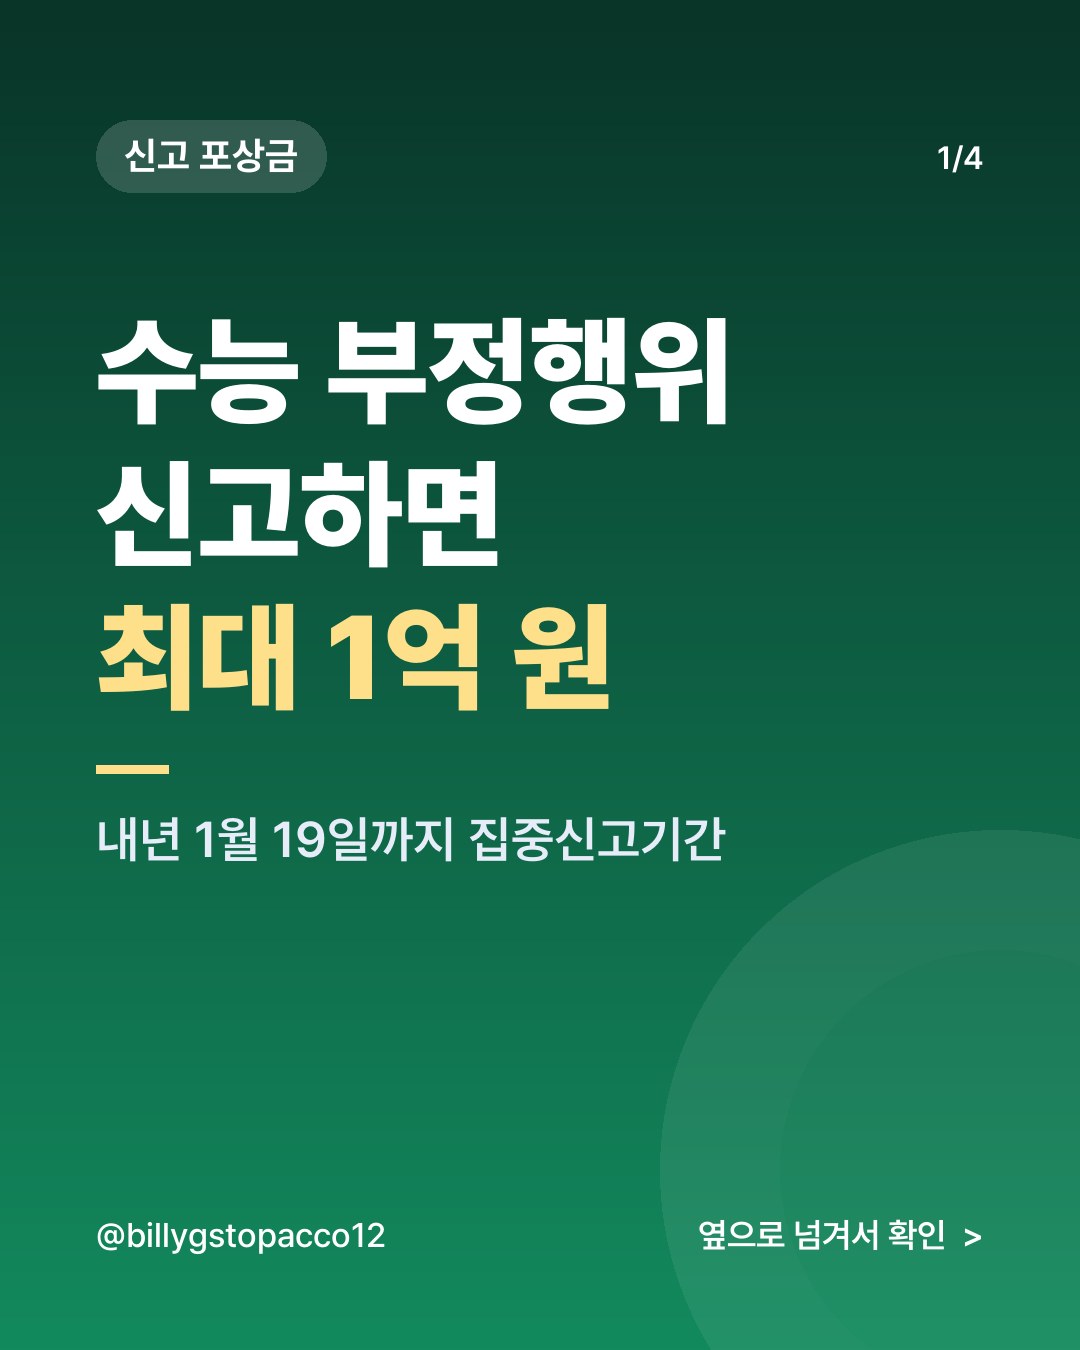 신고 포상금
1/4
수능 부정행위
신고하면
최대 1억 원
내년 1월 19일까지 집중신고기간
@billygstopacco12
옆으로 넘겨서 확인 >